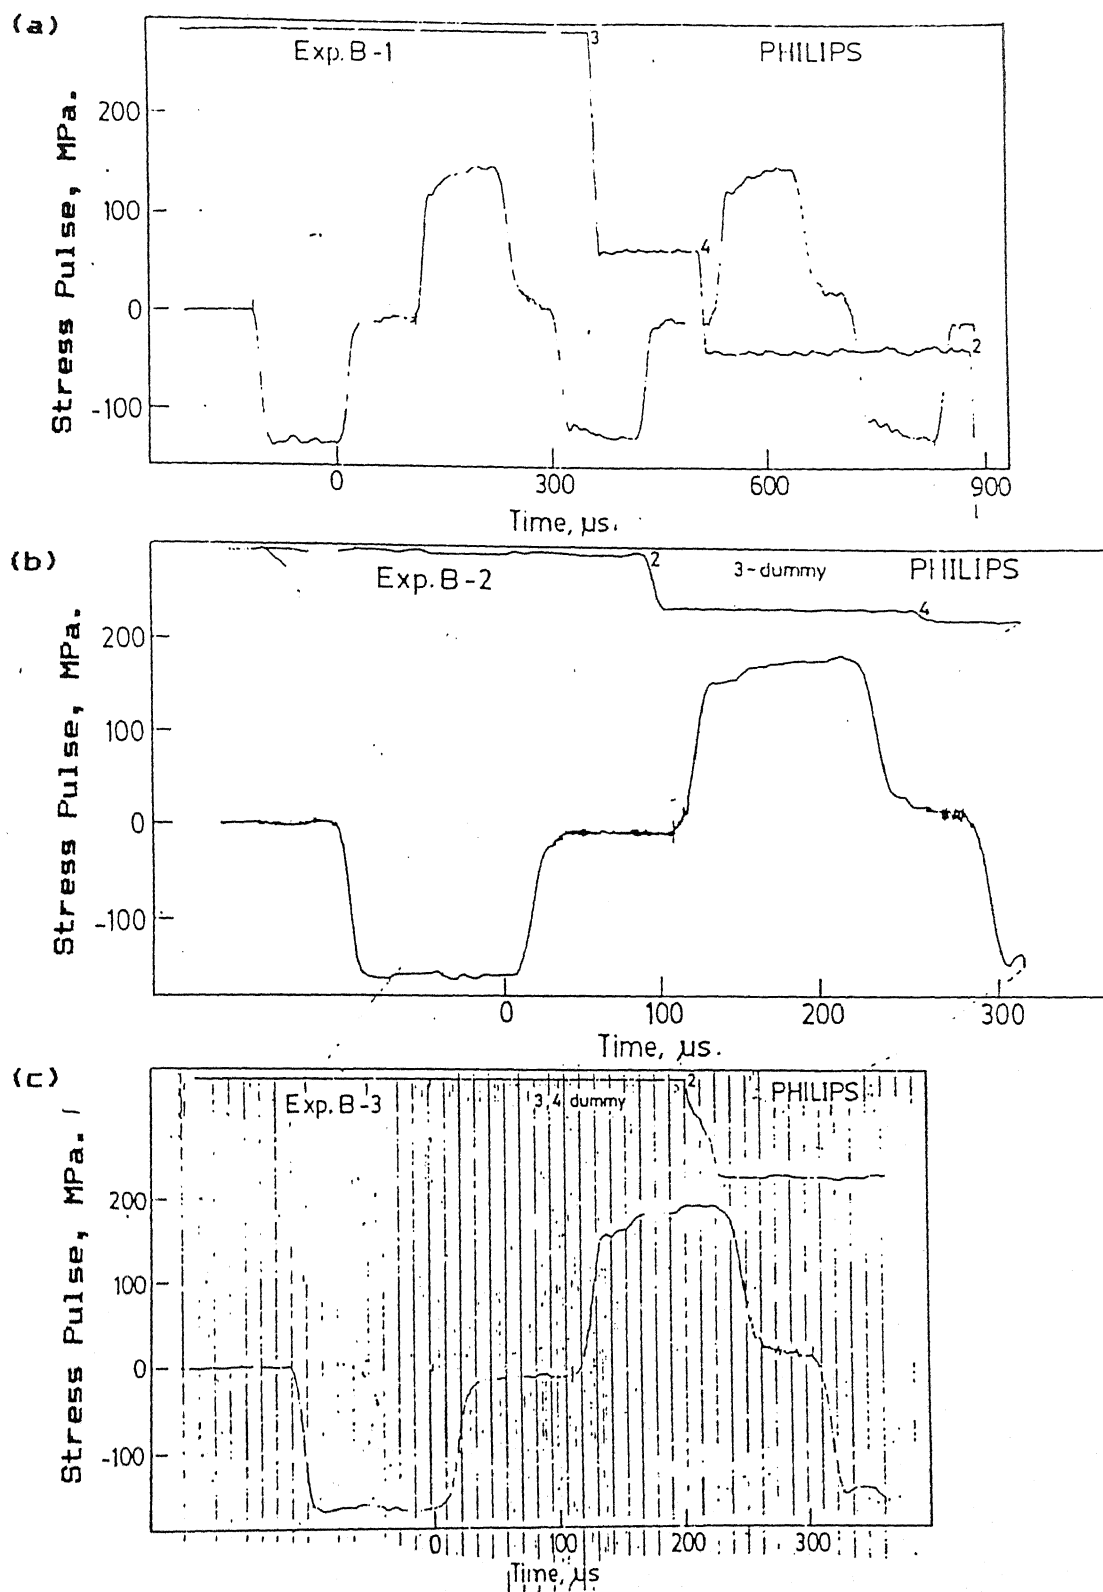 (a)
Exp. B-1
3
PHILIPS
Stress Pulse, MPa.
200
100
0
-100
4
2
0
300
600
900
Time, µs.
(b)
Exp. B-2
2
3-dummy
PHILIPS
4
Stress Pulse, MPa.
200
100
0
-100
0
100
200
300
Time, µs.
(c)
Exp. B-3
3,4 dummy
2
PHILIPS
Stress Pulse, MPa.
200
100
0
-100
0
100
200
300
Time, µs